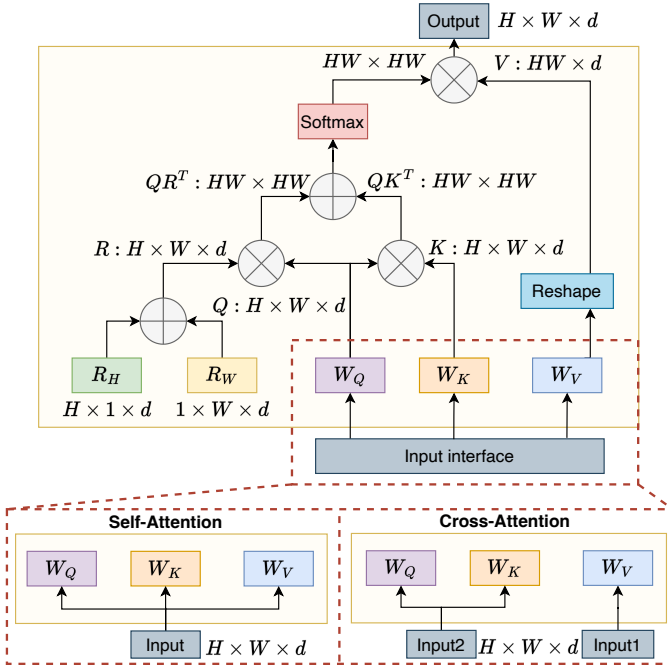 Output H × W × d
HW × HW V : HW × d
Softmax
QR^T : HW × HW QK^T : HW × HW
R : H × W × d K : H × W × d
Reshape
Q : H × W × d
R_H R_W W_Q W_K W_V
H × 1 × d 1 × W × d
Input interface
Self-Attention Cross-Attention
W_Q W_K W_V W_Q W_K W_V
Input H × W × d Input2 H × W × d Input1